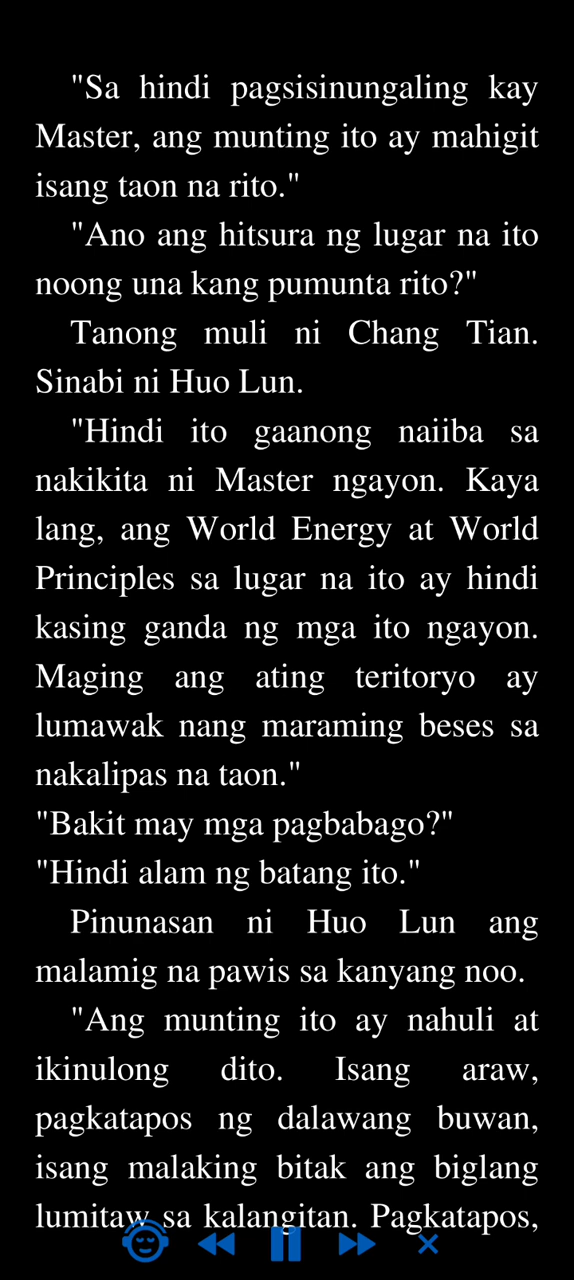 "Sa hindi pagsisinungaling kay
Master, ang munting ito ay mahigit
isang taon na rito."
"Ano ang hitsura ng lugar na ito
noong una kang pumunta rito?"
Tanong muli ni Chang Tian.
Sinabi ni Huo Lun.
"Hindi ito gaanong naiiba sa
nakikita ni Master ngayon. Kaya
lang, ang World Energy at World
Principles sa lugar na ito ay hindi
kasing ganda ng mga ito ngayon.
Maging ang ating teritoryo ay
lumawak nang maraming beses sa
nakalipas na taon."
"Bakit may mga pagbabago?"
"Hindi alam ng batang ito."
Pinunasan ni Huo Lun ang
malamig na pawis sa kanyang noo.
"Ang munting ito ay nahuli at
ikinulong dito. Isang araw,
pagkatapos ng dalawang buwan,
isang malaking bitak ang biglang
lumitaw sa kalangitan. Pagkatapos,